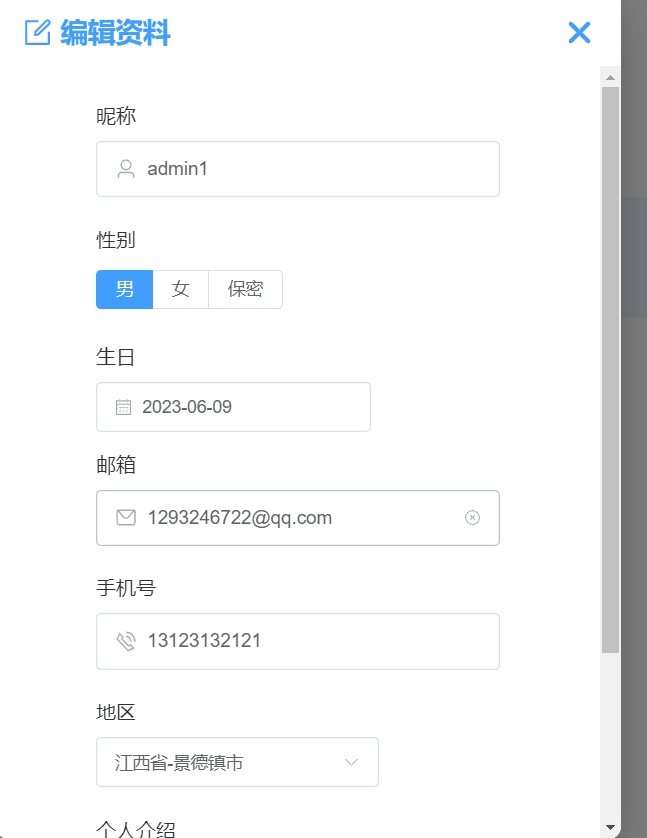 编辑资料
昵称
admin1
性别
男 女 保密
生日
2023-06-09
邮箱
1293246722@qq.com
手机号
13123132121
地区
江西省-景德镇市
个人介绍